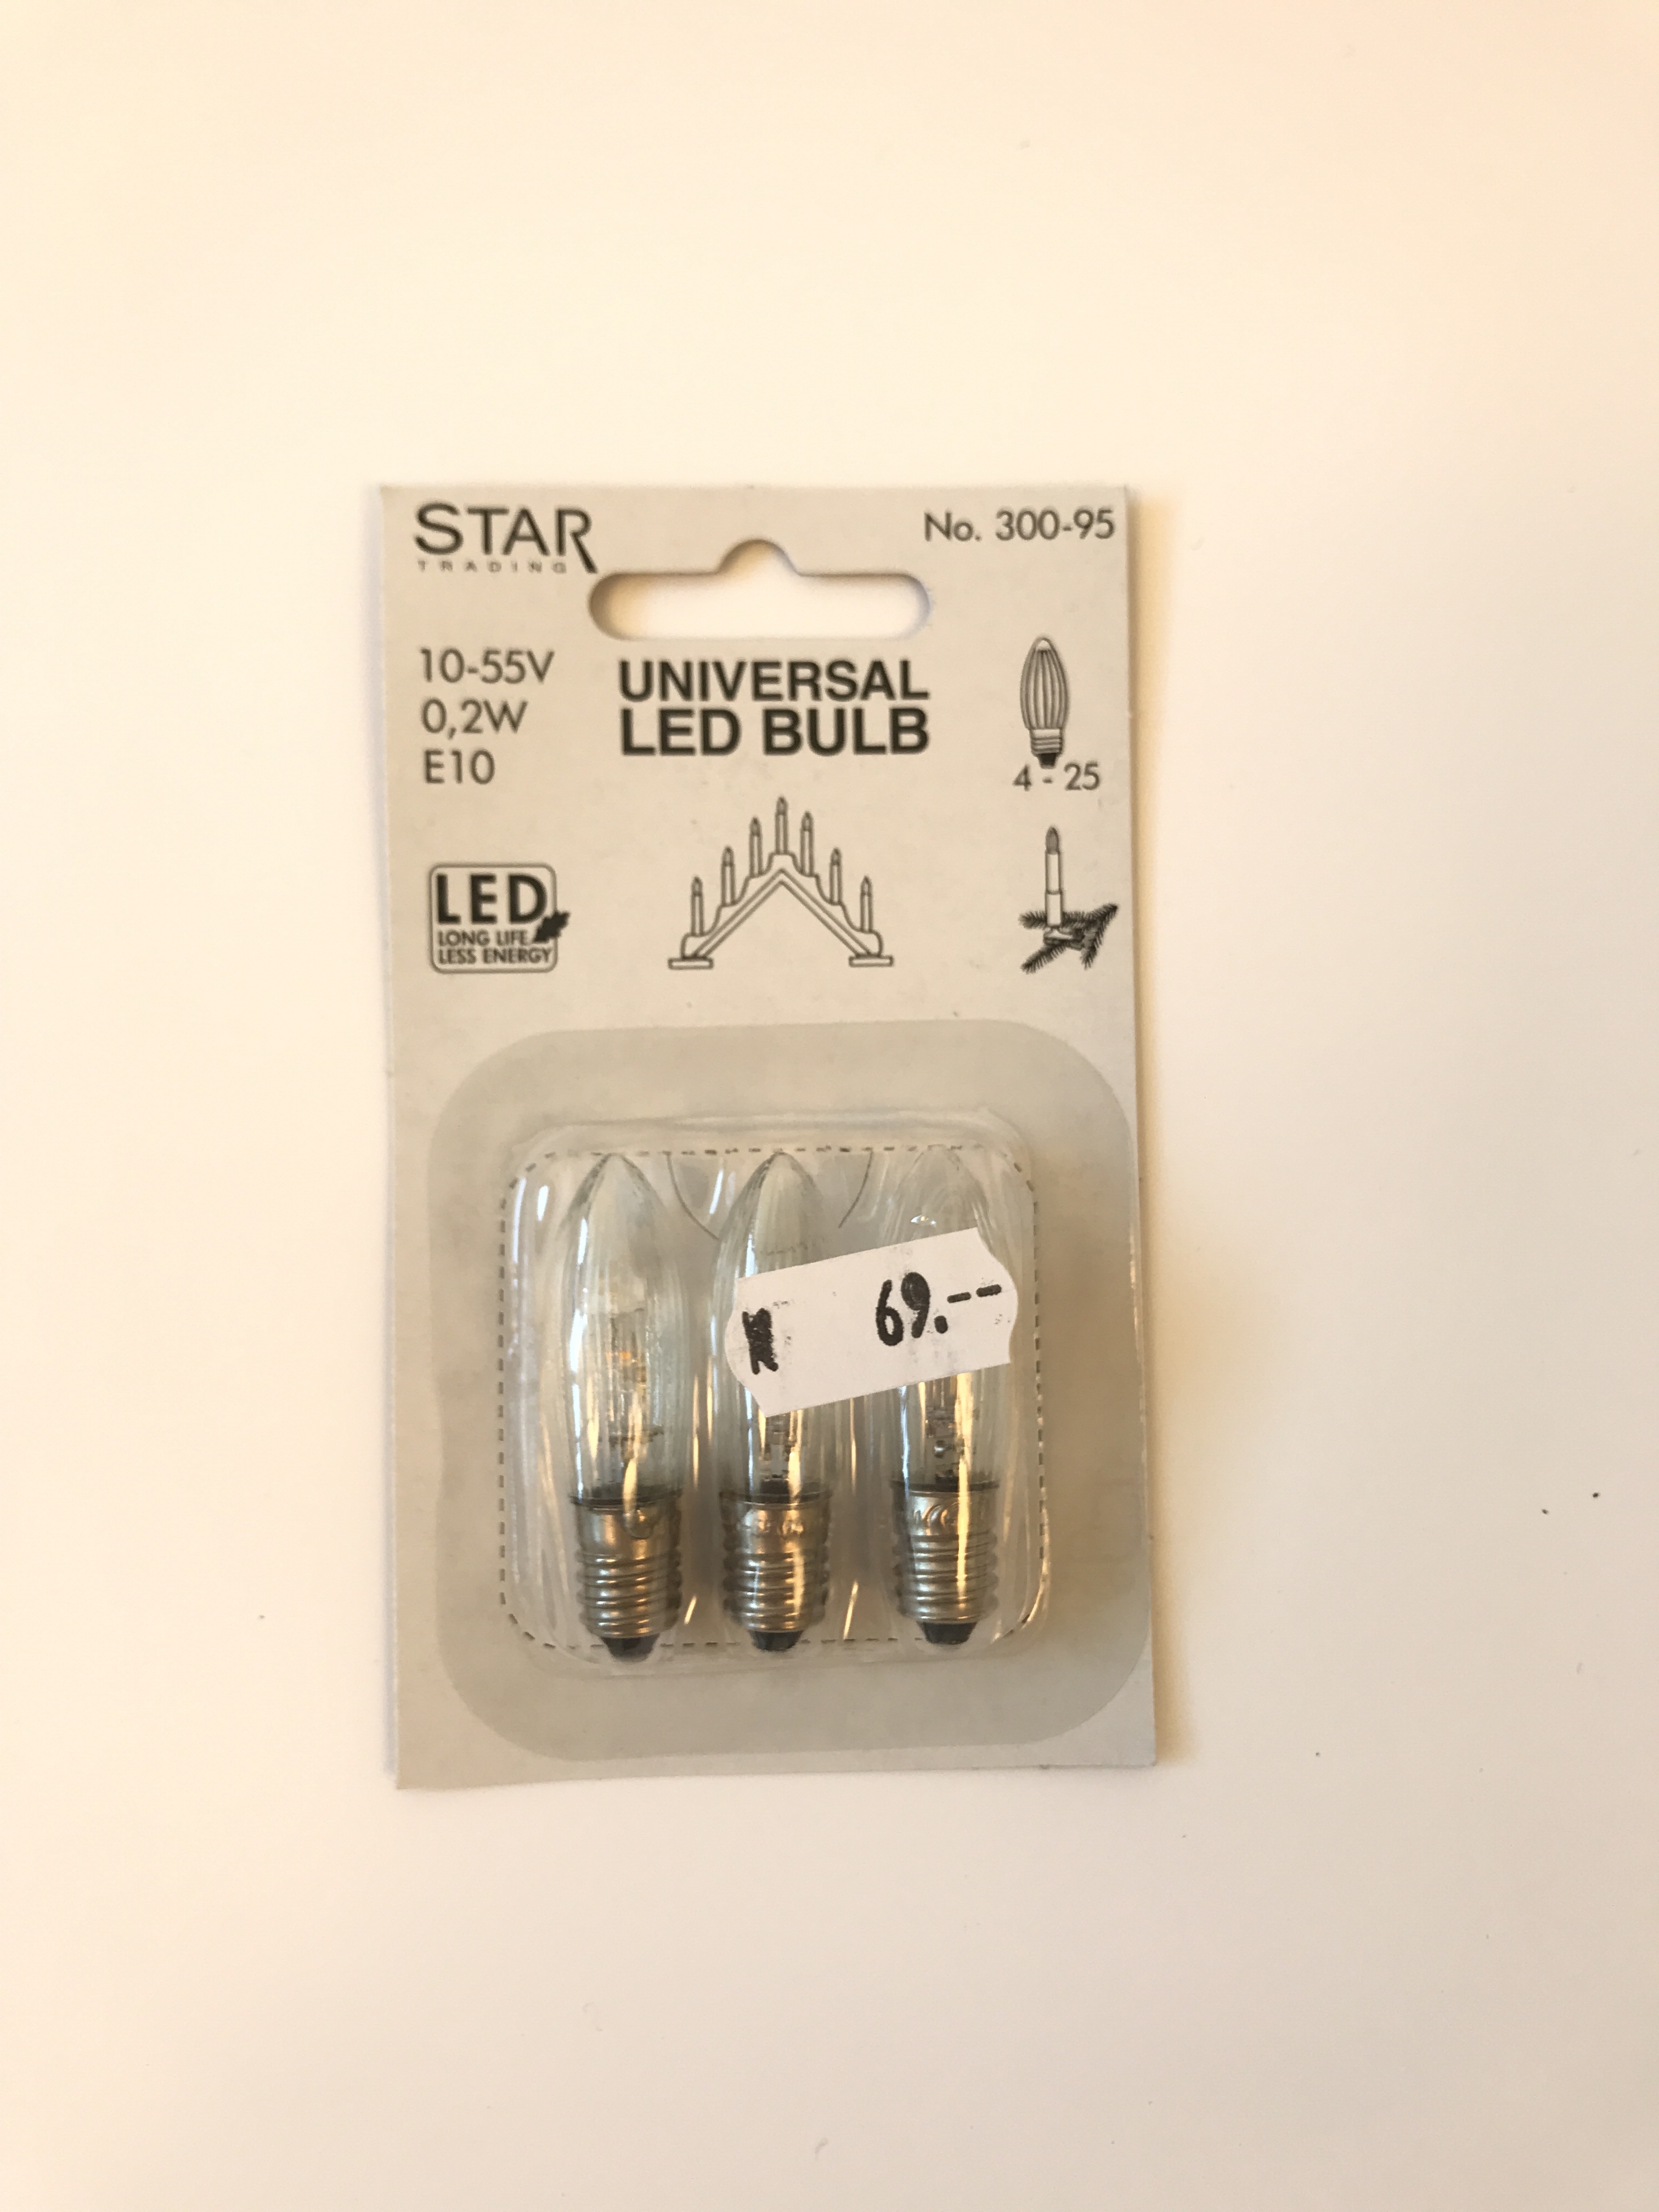 STAR
TRADING
No. 300-95
10-55V
0,2W
E10
UNIVERSAL
LED BULB
4 - 25
LED
LONG LIFE
LESS ENERGY
69.--